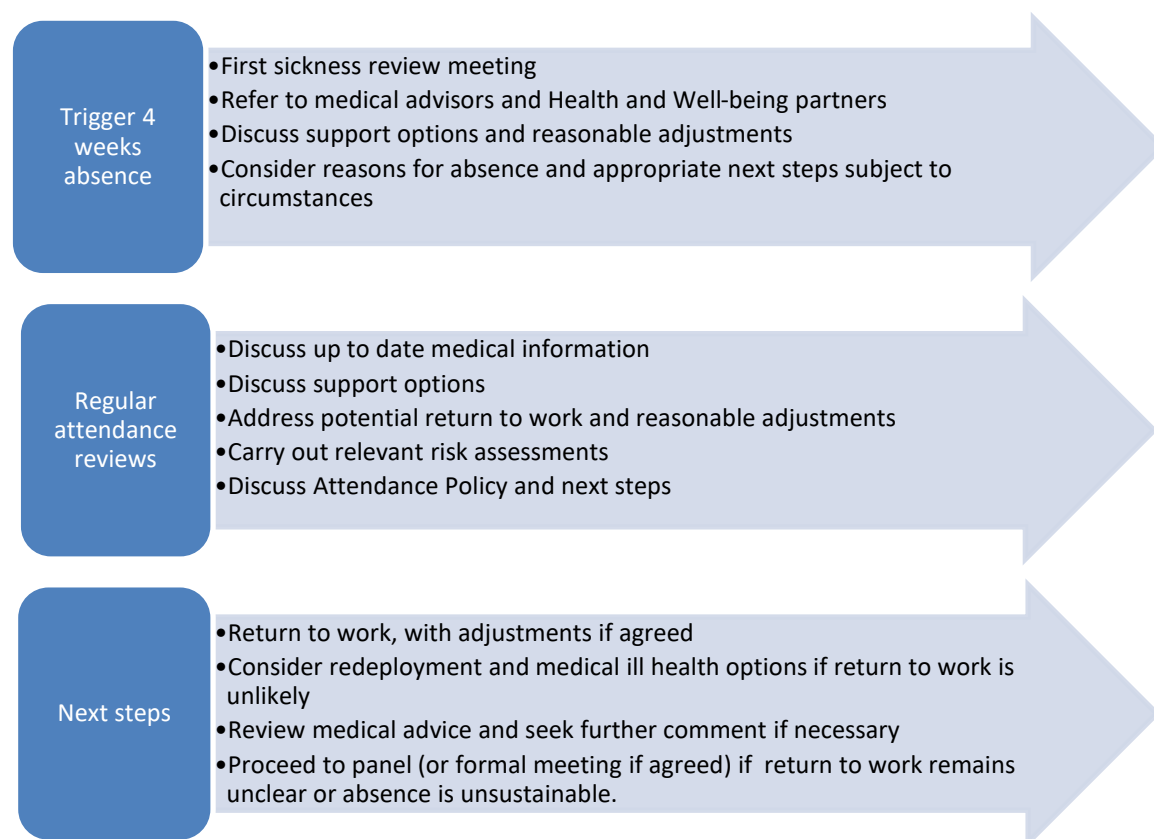 Trigger 4
weeks
absence
•First sickness review meeting
•Refer to medical advisors and Health and Well-being partners
•Discuss support options and reasonable adjustments
•Consider reasons for absence and appropriate next steps subject to
circumstances
Regular
attendance
reviews
•Discuss up to date medical information
•Discuss support options
•Address potential return to work and reasonable adjustments
•Carry out relevant risk assessments
•Discuss Attendance Policy and next steps
Next steps
•Return to work, with adjustments if agreed
•Consider redeployment and medical ill health options if return to work is
unlikely
•Review medical advice and seek further comment if necessary
•Proceed to panel (or formal meeting if agreed) if  return to work remains
unclear or absence is unsustainable.